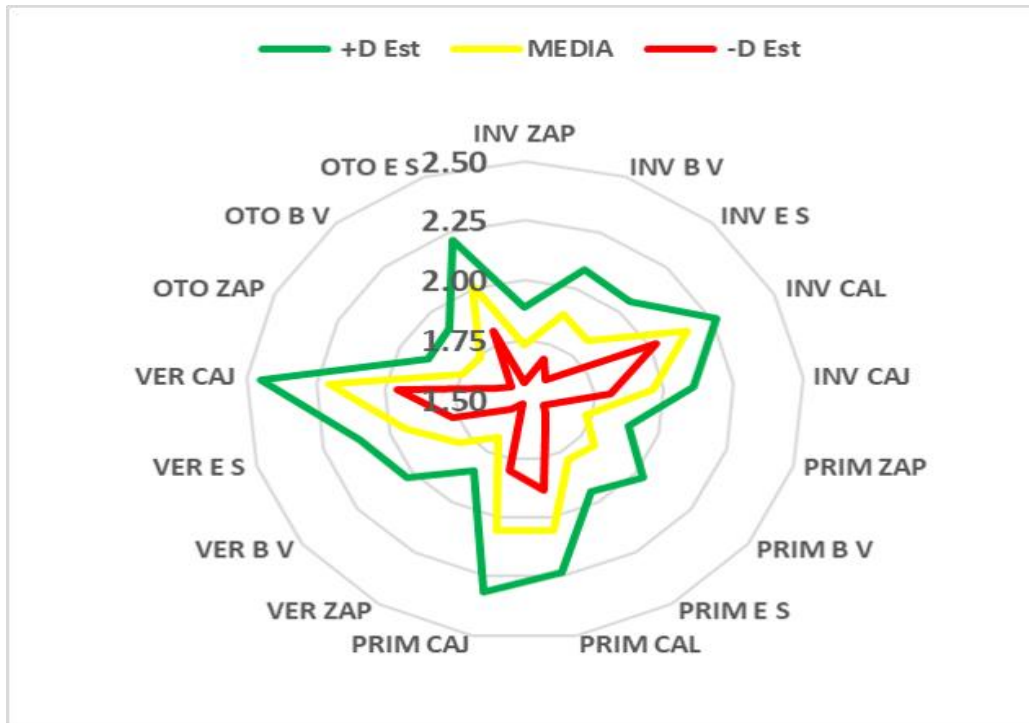 +D Est MEDIA -D Est
INV ZAP
2.50
OTO E S
INV B V
2.25
OTO B V
INV E S
2.00
OTO ZAP
INV CAL
1.75
VER CAJ
INV CAJ
1.50
VER E S
PRIM ZAP
VER B V
PRIM B V
VER ZAP
PRIM E S
PRIM CAJ
PRIM CAL